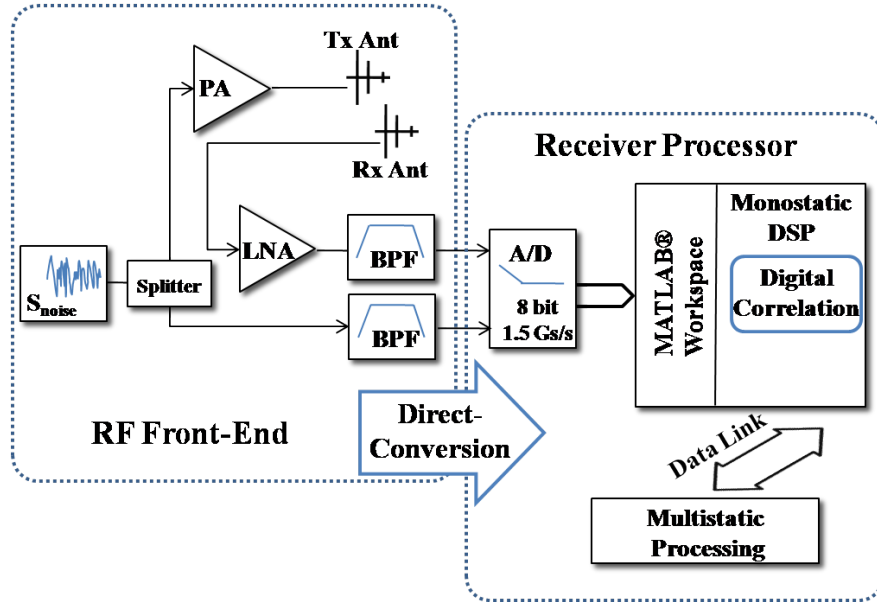 Tx Ant
PA
Rx Ant
LNA
BPF
S_noise
Splitter
BPF
RF Front-End
Direct-
Conversion
Receiver Processor
A/D
8 bit
1.5 Gs/s
MATLAB®
Workspace
Monostatic
DSP
Digital
Correlation
Data Link
Multistatic
Processing